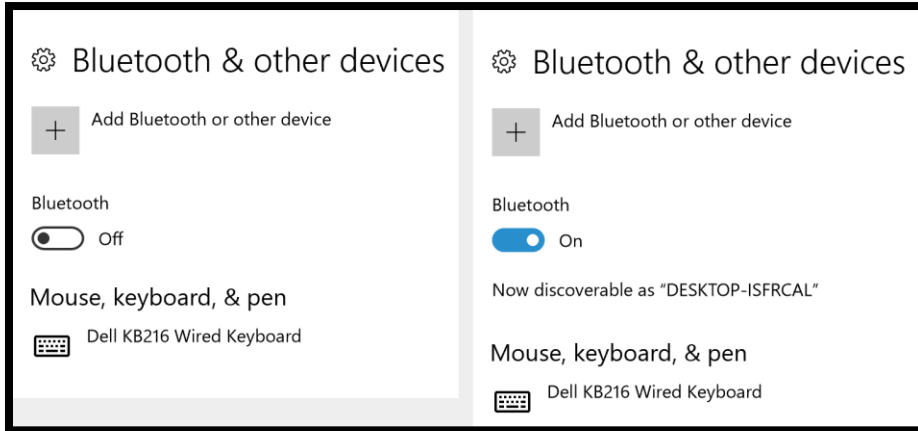 Bluetooth & other devices
Add Bluetooth or other device
Bluetooth
Off
Mouse, keyboard, & pen
Dell KB216 Wired Keyboard
Bluetooth & other devices
Add Bluetooth or other device
Bluetooth
On
Now discoverable as “DESKTOP-ISFRCAL”
Mouse, keyboard, & pen
Dell KB216 Wired Keyboard